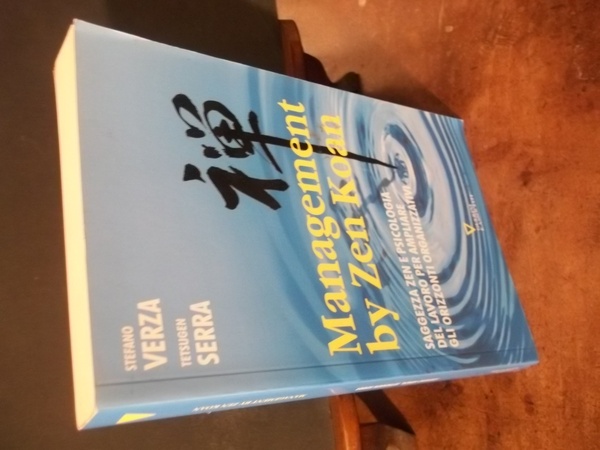 STEFANO
VERZA
TETSUGEN
SERRA
禅
Management
by Zen Koan
SAGGEZZA ZEN E PSICOLOGIA
DEL LAVORO PER AMPLIARE
GLI ORIZZONTI ORGANIZZATIVI